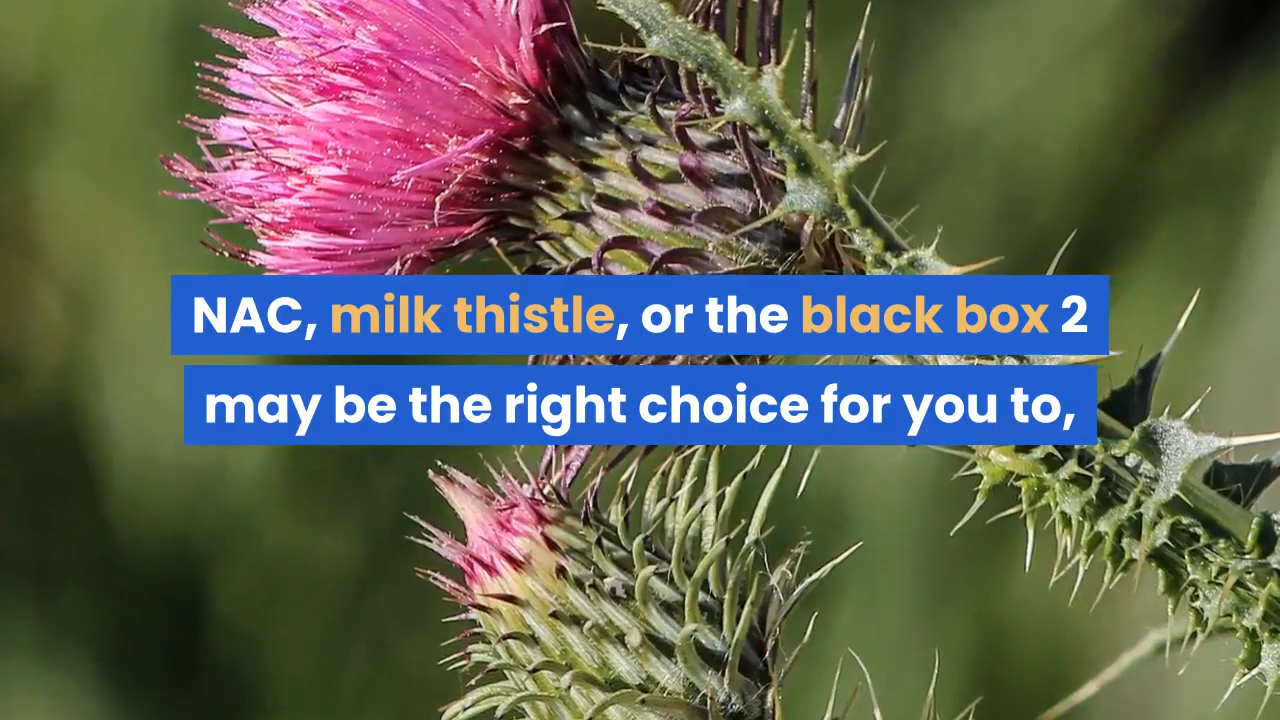 NAC, milk thistle, or the black box 2
may be the right choice for you to,